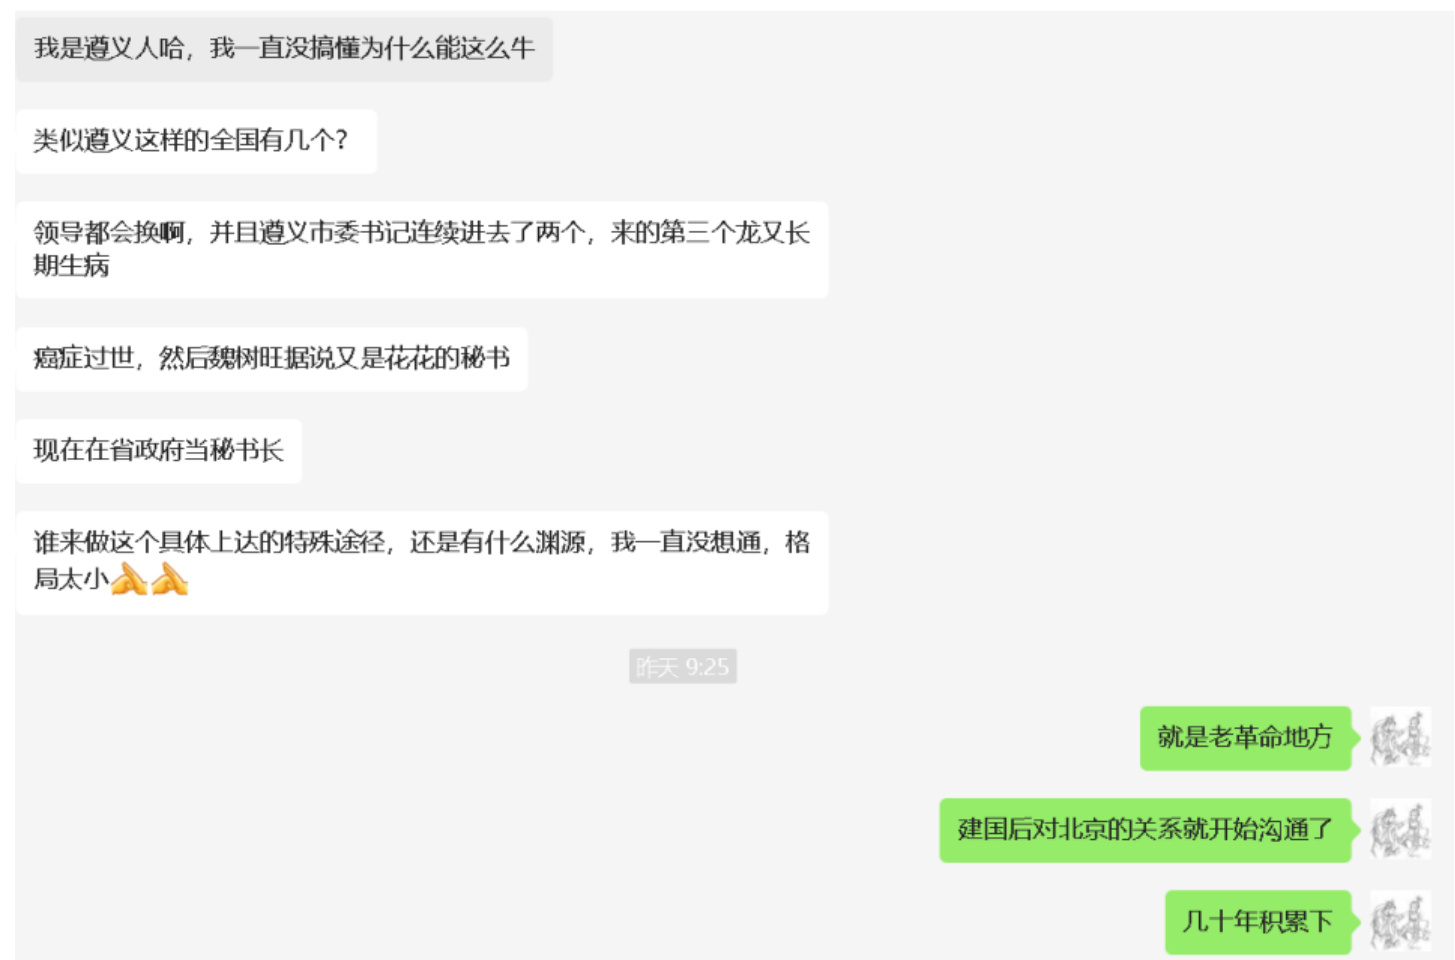 我是遵义人哈，我一直没搞懂为什么能这么牛
类似遵义这样的全国有几个？
领导都会换啊，并且遵义市委书记连续进去了两个，来的第三个龙又长
期生病
癌症过世，然后魏树旺据说又是花花的秘书
现在在省政府当秘书长
谁来做这个具体上达的特殊途径，还是有什么渊源，我一直没想通，格
局太小
昨天 9:25
就是老革命地方
建国后对北京的关系就开始沟通了
几十年积累下